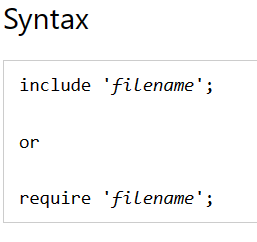 Syntax
include 'filename';
or
require 'filename';